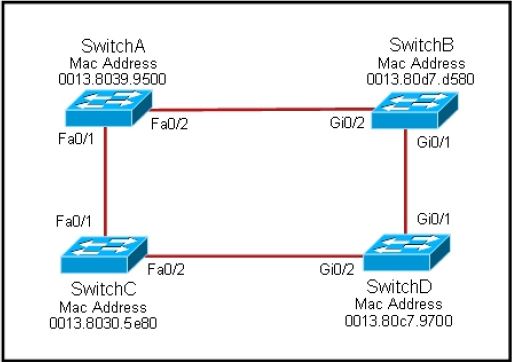 SwitchA
Mac Address
0013.8039.9500
SwitchB
Mac Address
0013.80d7.d580
Fa0/1
Fa0/2
Gi0/2
Gi0/1
Fa0/1
Fa0/2
Gi0/2
Gi0/1
SwitchC
Mac Address
0013.8030.5e80
SwitchD
Mac Address
0013.80c7.9700